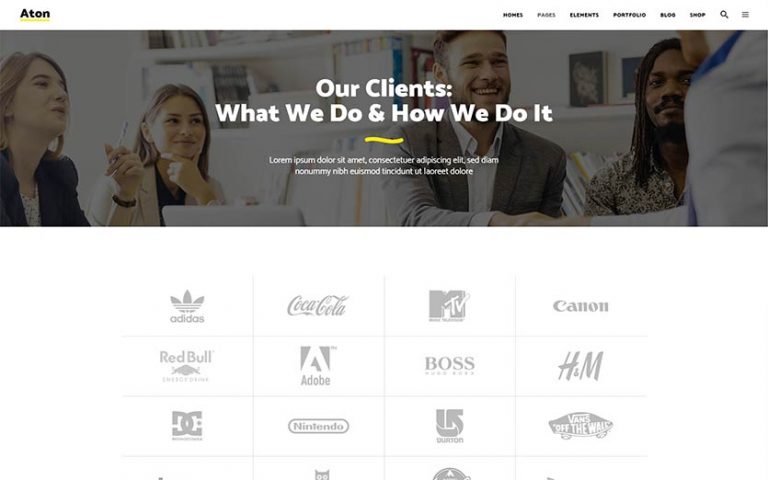 Aton
HOMES PAGES ELEMENTS PORTFOLIO BLOG SHOP
Our Clients:
What We Do & How We Do It
Lorem ipsum dolor sit amet, consectetuer adipiscing elit, sed diam
nonummy nibh euismod tincidunt ut laoreet dolore
adidas
Coca-Cola
MTV
MUSIC TELEVISION
Canon
Red Bull
ENERGY DRINK
Adobe
BOSS
HUGO BOSS
H&M
DC
Nintendo
BURTON
VANS
"OFF THE WALL"